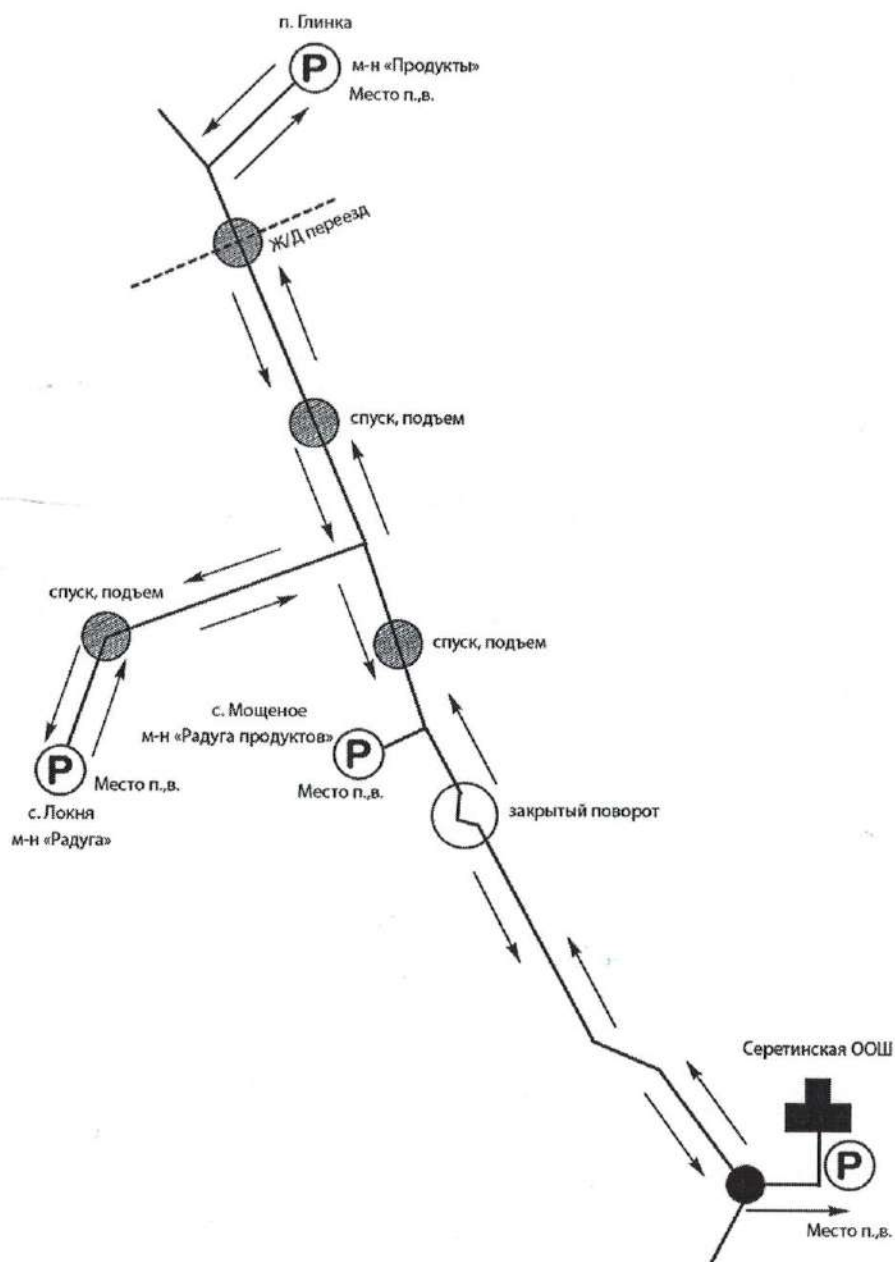 п. Глинка
P
м-н «Продукты»
Место п.,в.
Ж/Д переезд
спуск, подъем
спуск, подъем
спуск, подъем
с. Мощеное
м-н «Радуга продуктов»
P
Место п.,в.
P
Место п.,в.
с. Локня
м-н «Радуга»
закрытый поворот
Серетинская ООШ
P
Место п.,в.